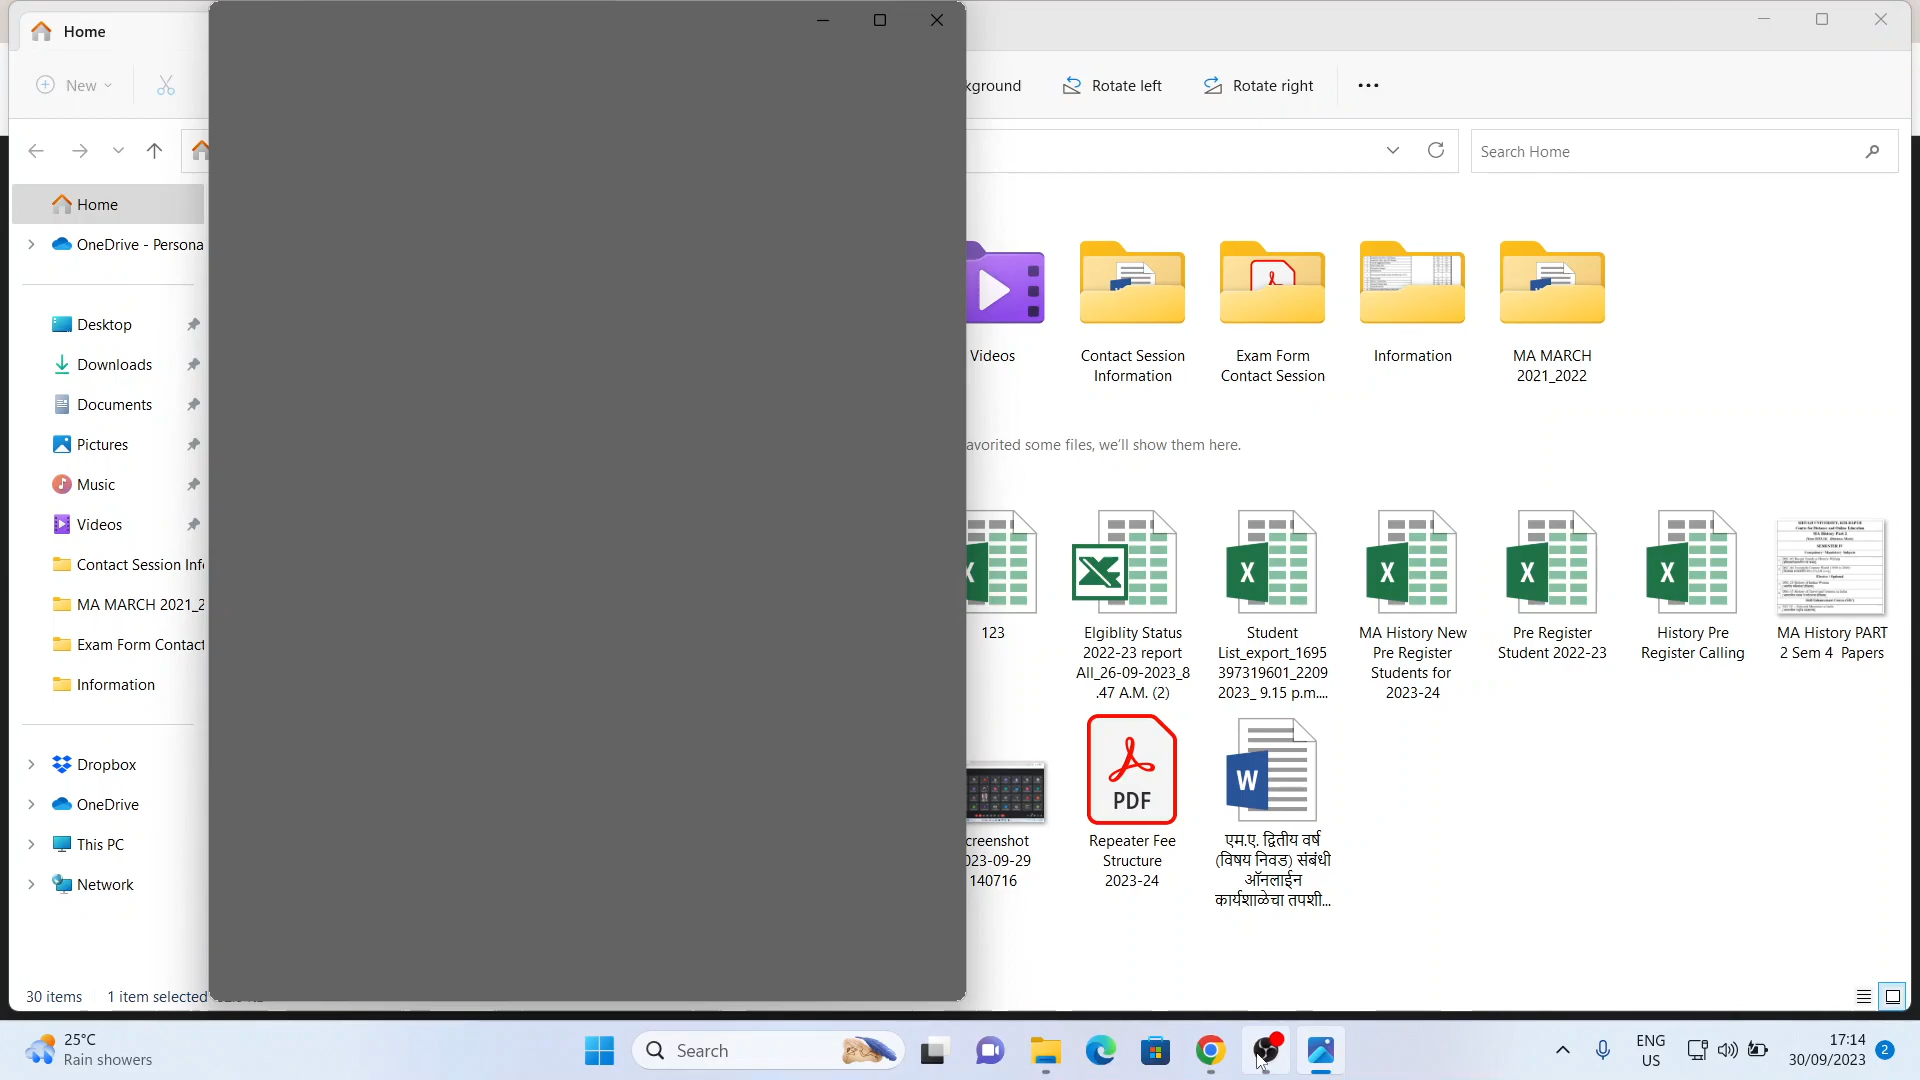 Home
New
kground
Rotate left
Rotate right
Search Home
Home
OneDrive - Persona
Desktop
Downloads
Documents
Pictures
Music
Videos
Contact Session Inf
MA MARCH 2021_2
Exam Form Contact
Information
Dropbox
OneDrive
This PC
Network
Videos
Contact Session
Information
Exam Form
Contact Session
Information
MA MARCH
2021_2022
avorited some files, we'll show them here.
123
Elgiblity Status
2022-23 report
All_26-09-2023_8
.47 A.M. (2)
Student
List_export_1695
397319601_2209
2023_ 9.15 p.m....
MA History New
Pre Register
Students for
2023-24
Pre Register
Student 2022-23
History Pre
Register Calling
MA History PART
2 Sem 4 Papers
creenshot
023-09-29
140716
PDF
Repeater Fee
Structure
2023-24
W
एम.ए. द्वितीय वर्ष
(विषय निवड) संबंधी
ऑनलाईन
कार्यशाळेचा तपशी...
30 items
1 item selected
25°C
Rain showers
Search
ENG
US
17:14
30/09/2023
2